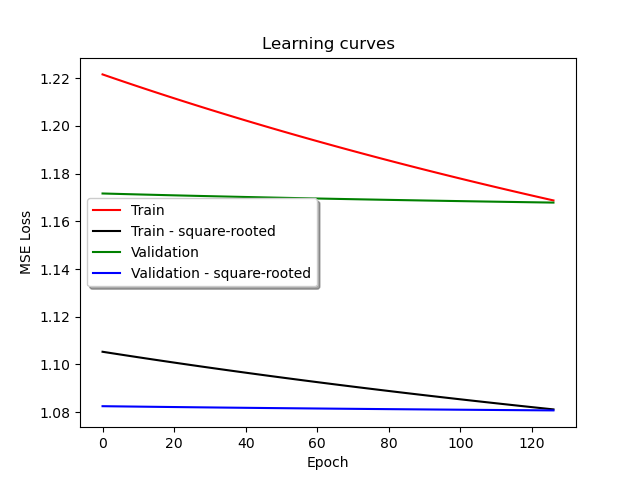 Learning curves
MSE Loss
1.22
1.20
1.18
1.16
1.14
1.12
1.10
1.08
Train
Train - square-rooted
Validation
Validation - square-rooted
0 20 40 60 80 100 120
Epoch